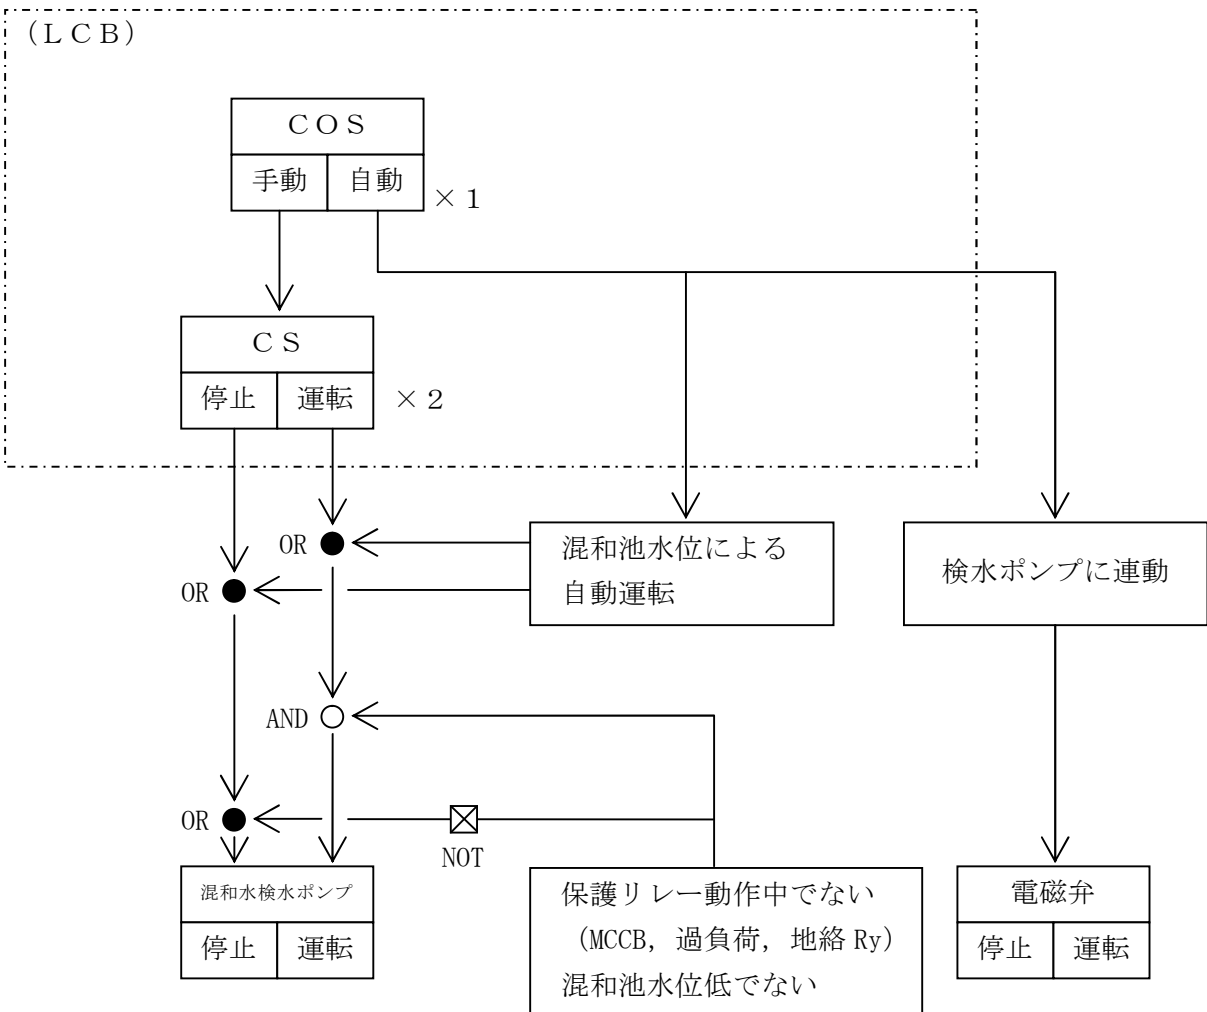 （ＬＣＢ）
ＣＯＳ
手動 自動
×１
ＣＳ
停止 運転
×２
OR
混和池水位による
自動運転
検水ポンプに連動
OR
AND
OR
NOT
混和水検水ポンプ
停止 運転
保護リレー動作中でない
（MCCB, 過負荷, 地絡 Ry）
混和池水位低でない
電磁弁
停止 運転